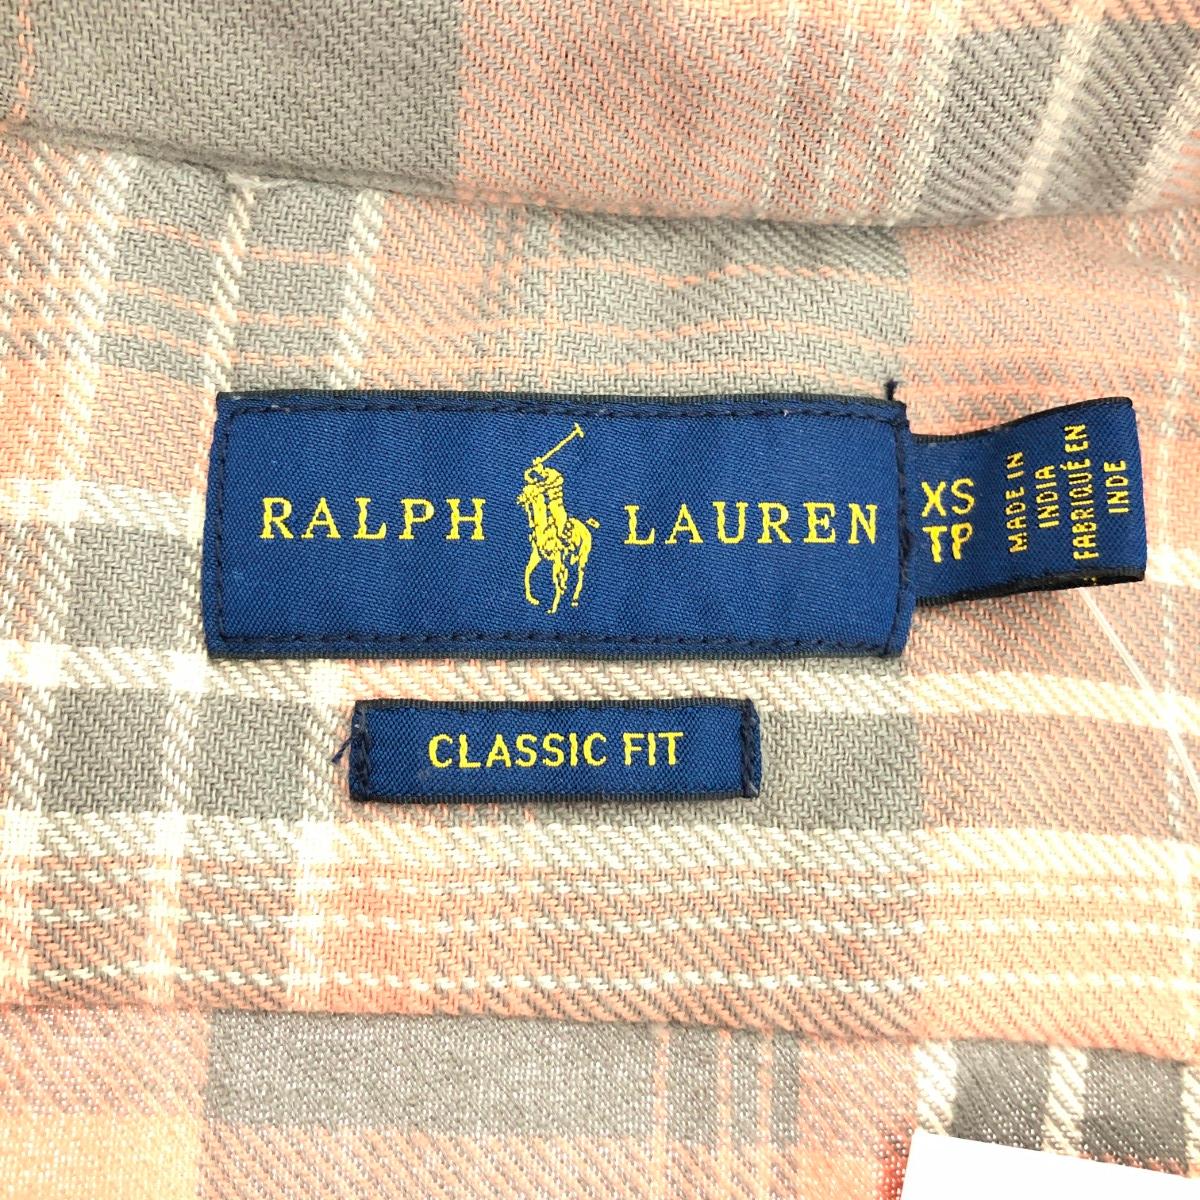 RALPH LAUREN
XS
TP
MADE IN
INDIA
FABRIQUÉ EN
INDE
CLASSIC FIT